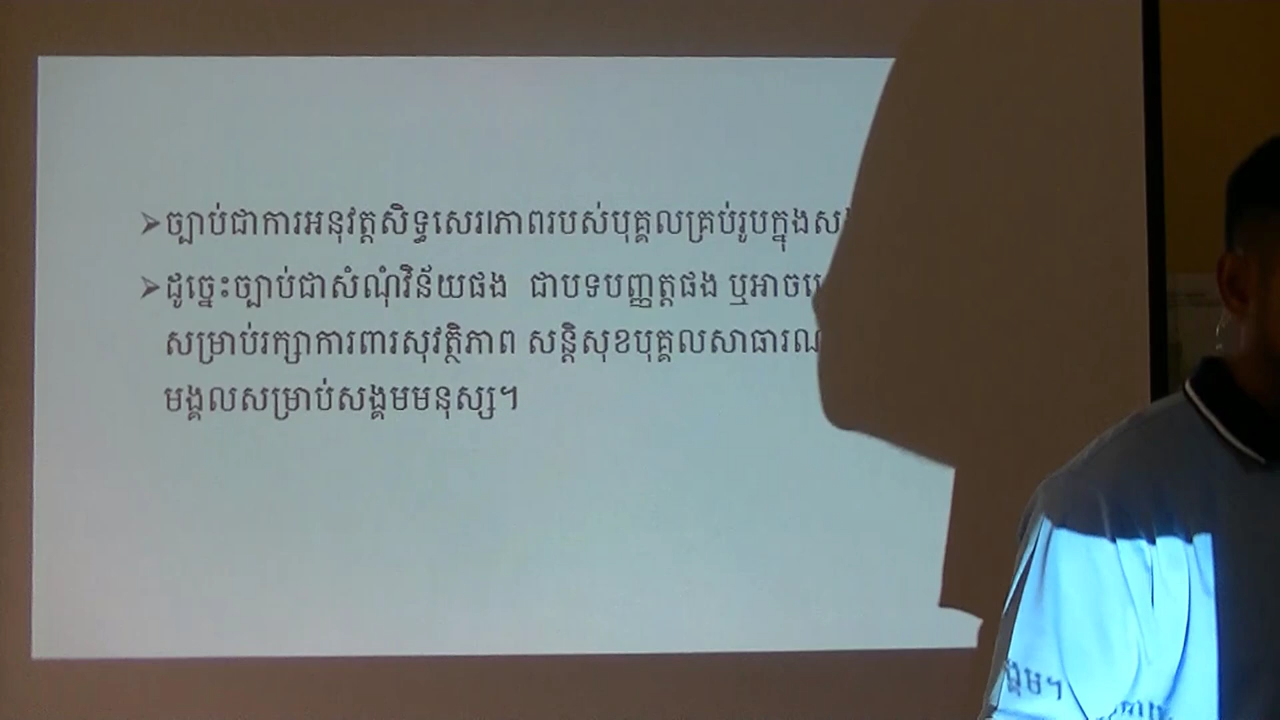 ➢ច្បាប់ជាការអនុវត្តសិទ្ធសេរាភាពរបស់បុគ្គលគ្រប់រូបក្នុង
➢ដូច្នេះច្បាប់ជាសំណុំវិន័យផង ជាបទបញ្ញត្តផង ឬអាច
សម្រាប់រក្សាការពារសុវត្ថិភាព សន្តិសុខបុគ្គលសាធារណ
មង្គលសម្រាប់សង្គមមនុស្ស។
ង្គម។